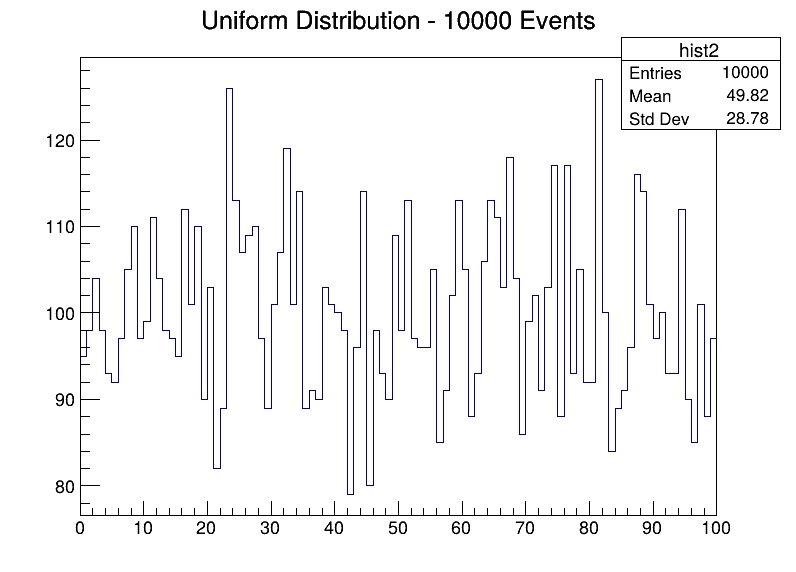 Uniform Distribution - 10000 Events
hist2
Entries 10000
Mean 49.82
Std Dev 28.78
120
110
100
90
80
0 10 20 30 40 50 60 70 80 90 100